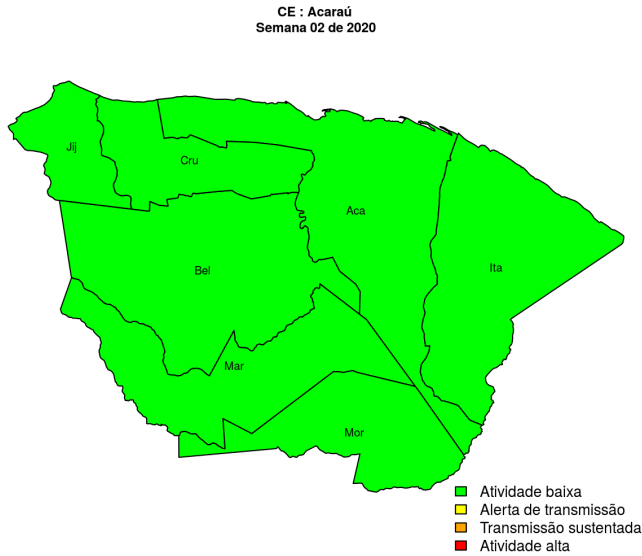 CE : Acaraú
Semana 02 de 2020
Jij
Cru
Aca
Bel
Ita
Mar
Mor
Atividade baixa
Alerta de transmissão
Transmissão sustentada
Atividade alta